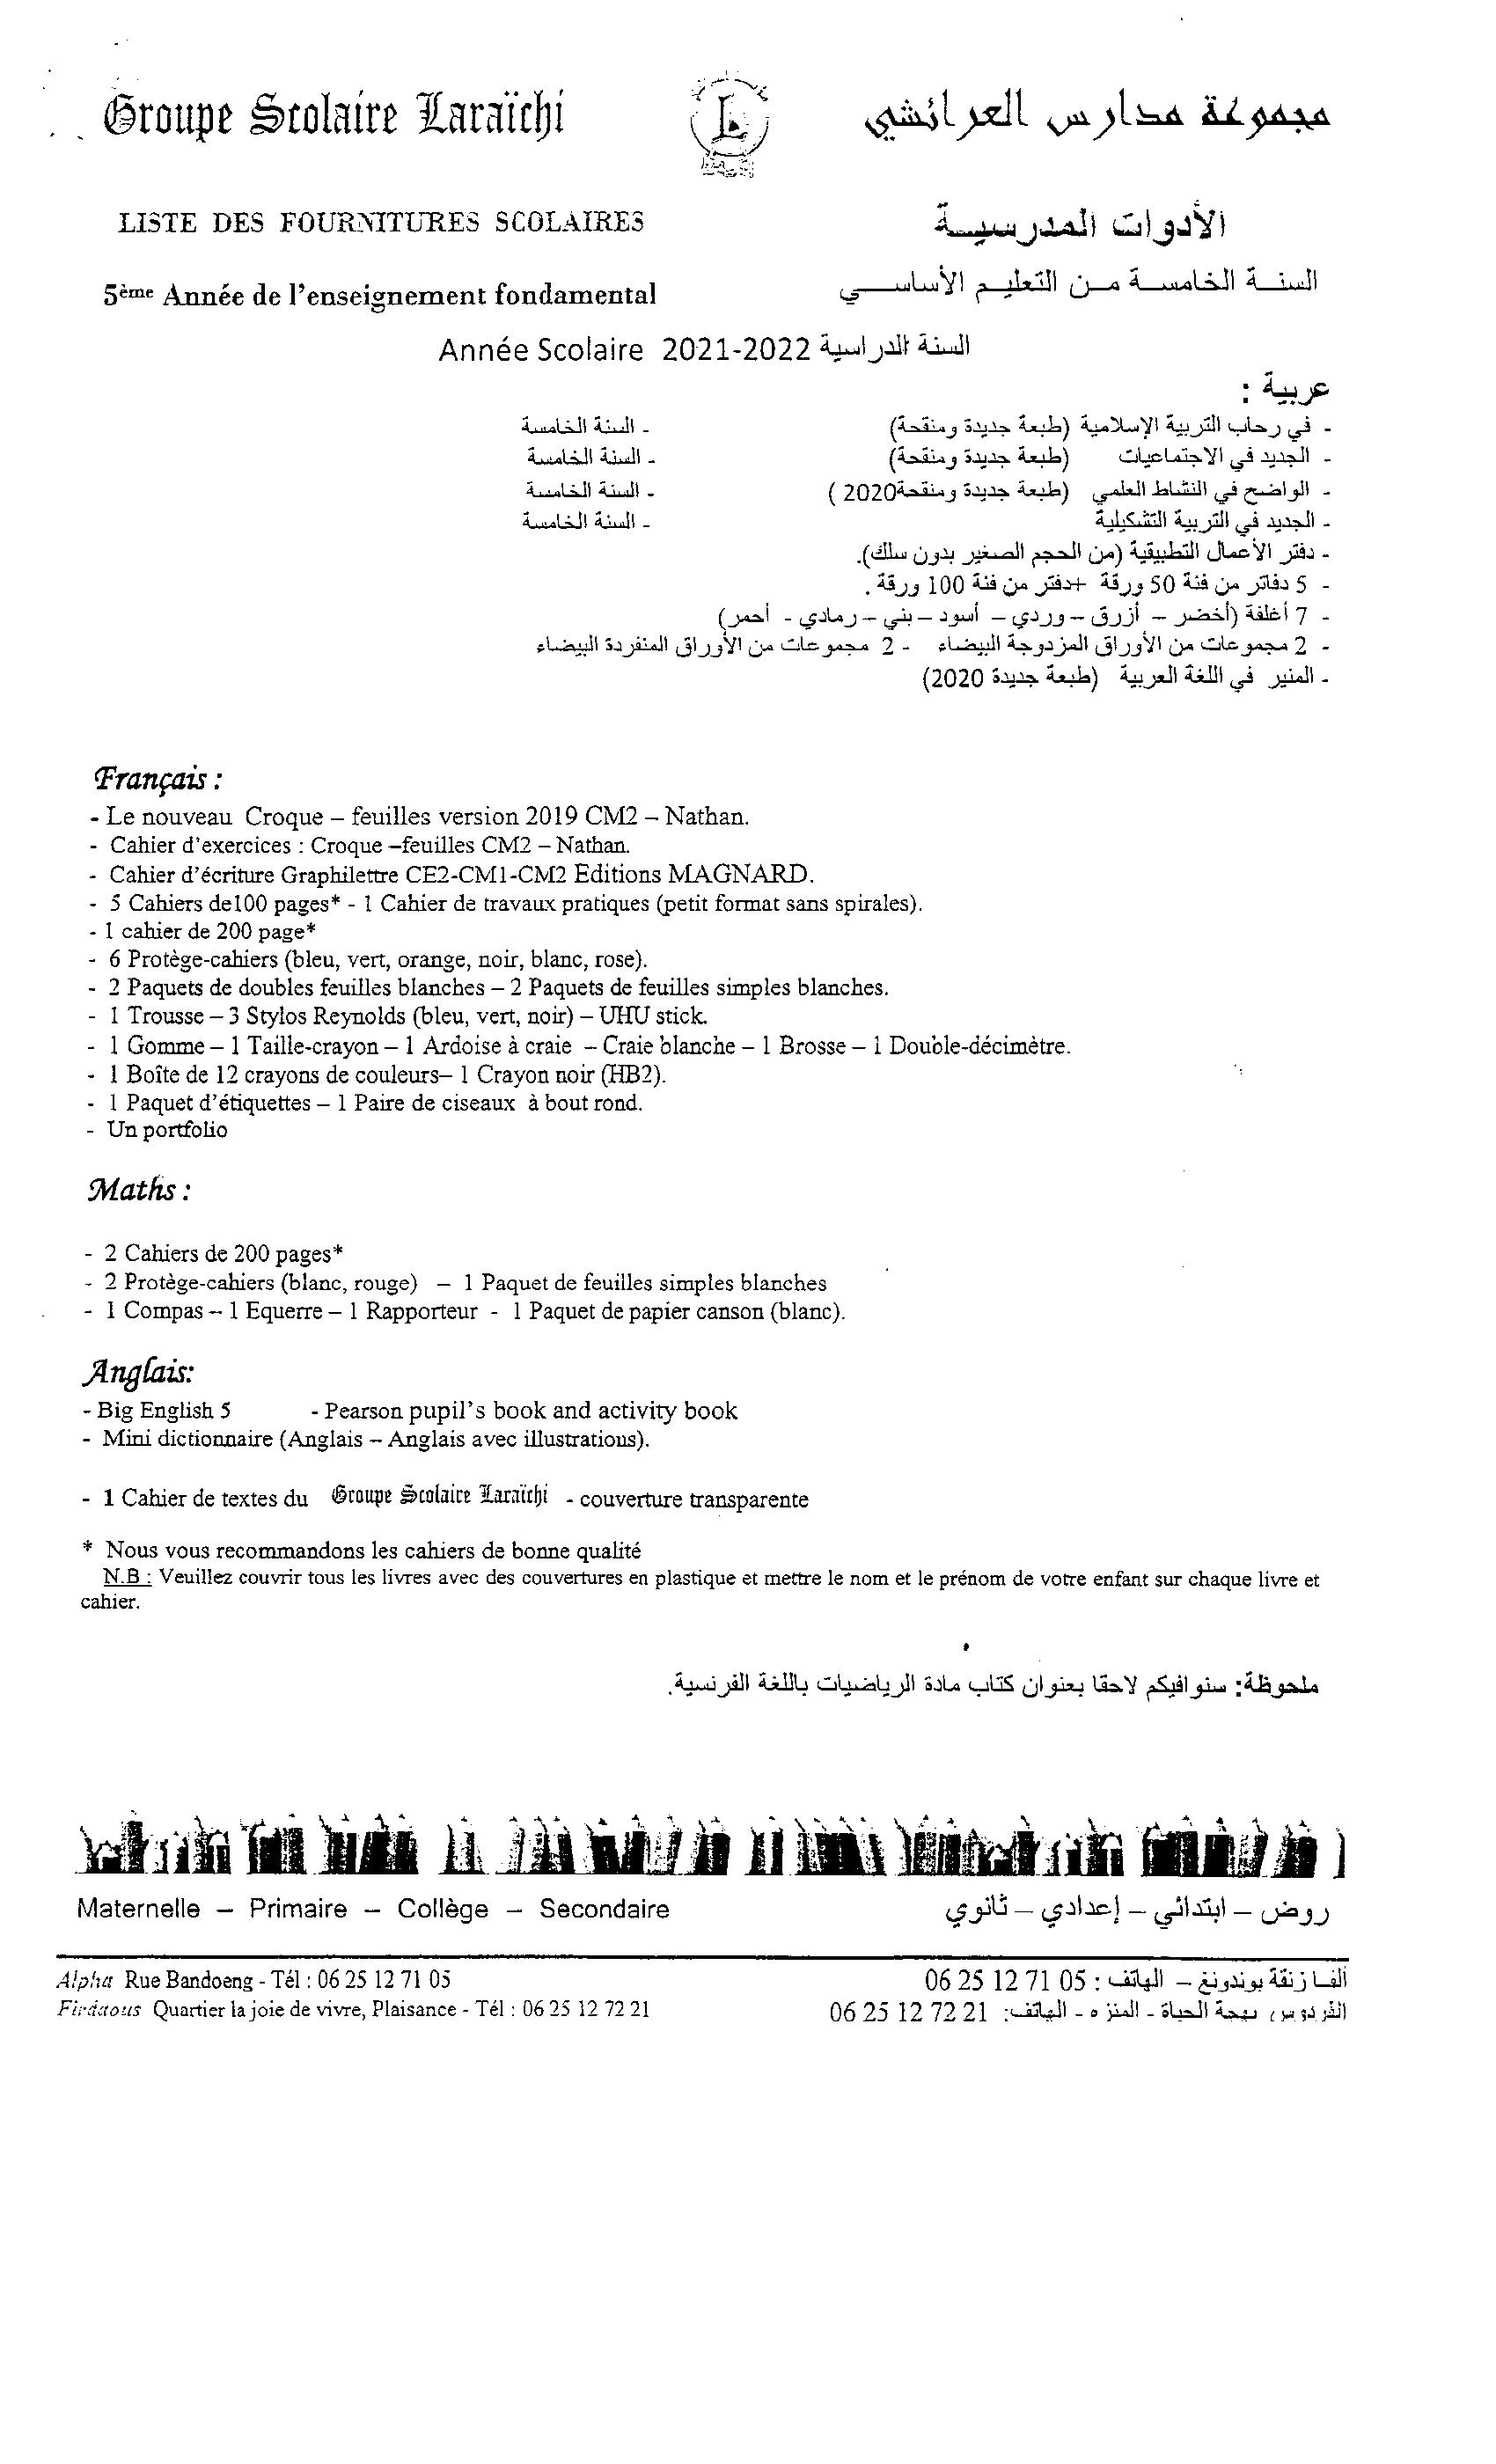 Groupe Scolaire Laraïchi
مجموعة مدارس العرائشي
LISTE DES FOURNITURES SCOLAIRES
الأدوات المدرسيـــة
5ème Année de l'enseignement fondamental
السنـة الخامسـة مـن التعليـم الأساســـي
Année Scolaire 2021-2022 السنة الدراسية
عربية :
- في رحاب التربية الإسلامية (طبعة جديدة ومنقحة) - السنة الخامسة
- الجديد في الاجتماعيات (طبعة جديدة ومنقحة) - السنة الخامسة
- الواضح في النشاط العلمي (طبعة جديدة ومنقحة2020 ) - السنة الخامسة
- الجديد في التربية التشكيلية - السنة الخامسة
- دفتر الأعمال التطبيقية (من الحجم الصغير بدون سلك).
- 5 دفاتر من فئة 50 ورقة +دفتر من فئة 100 ورقة .
- 7 أغلفة (أخضر – أزرق – وردي – أسود – بني – رمادي - أحمر)
- 2 مجموعات من الأوراق المزدوجة البيضاء - 2 مجموعات من الأوراق المنفردة البيضاء
- المنير في اللغة العربية (طبعة جديدة 2020)
Français :
- Le nouveau Croque – feuilles version 2019 CM2 – Nathan.
- Cahier d'exercices : Croque –feuilles CM2 – Nathan.
- Cahier d'écriture Graphilettre CE2-CM1-CM2 Editions MAGNARD.
- 5 Cahiers de100 pages* - 1 Cahier de travaux pratiques (petit format sans spirales).
- 1 cahier de 200 page*
- 6 Protège-cahiers (bleu, vert, orange, noir, blanc, rose).
- 2 Paquets de doubles feuilles blanches – 2 Paquets de feuilles simples blanches.
- 1 Trousse – 3 Stylos Reynolds (bleu, vert, noir) – UHU stick.
- 1 Gomme – 1 Taille-crayon – 1 Ardoise à craie – Craie blanche – 1 Brosse – 1 Double-décimètre.
- 1 Boîte de 12 crayons de couleurs– 1 Crayon noir (HB2).
- 1 Paquet d'étiquettes – 1 Paire de ciseaux à bout rond.
- Un portfolio
Maths :
- 2 Cahiers de 200 pages*
- 2 Protège-cahiers (blanc, rouge) – 1 Paquet de feuilles simples blanches
- 1 Compas – 1 Equerre – 1 Rapporteur - 1 Paquet de papier canson (blanc).
Anglais:
- Big English 5 - Pearson pupil's book and activity book
- Mini dictionnaire (Anglais – Anglais avec illustrations).
- 1 Cahier de textes du Groupe Scolaire Laraïchi - couverture transparente
* Nous vous recommandons les cahiers de bonne qualité
N.B : Veuillez couvrir tous les livres avec des couvertures en plastique et mettre le nom et le prénom de votre enfant sur chaque livre et
cahier.
ملحوظة: سنوافيكم لاحقا بعنوان كتاب مادة الرياضيات باللغة الفرنسية.
Maternelle – Primaire – Collège – Secondaire
روض – ابتدائي – إعدادي – ثانوي
Alpha Rue Bandoeng - Tél : 06 25 12 71 05
ألفـا زنقة بوندونغ – الهاتف : 05 71 12 25 06
Firdaous Quartier la joie de vivre, Plaisance - Tél : 06 25 12 72 21
الفردوس بهجة الحياة - المنزه - الهاتف: 21 72 12 25 06